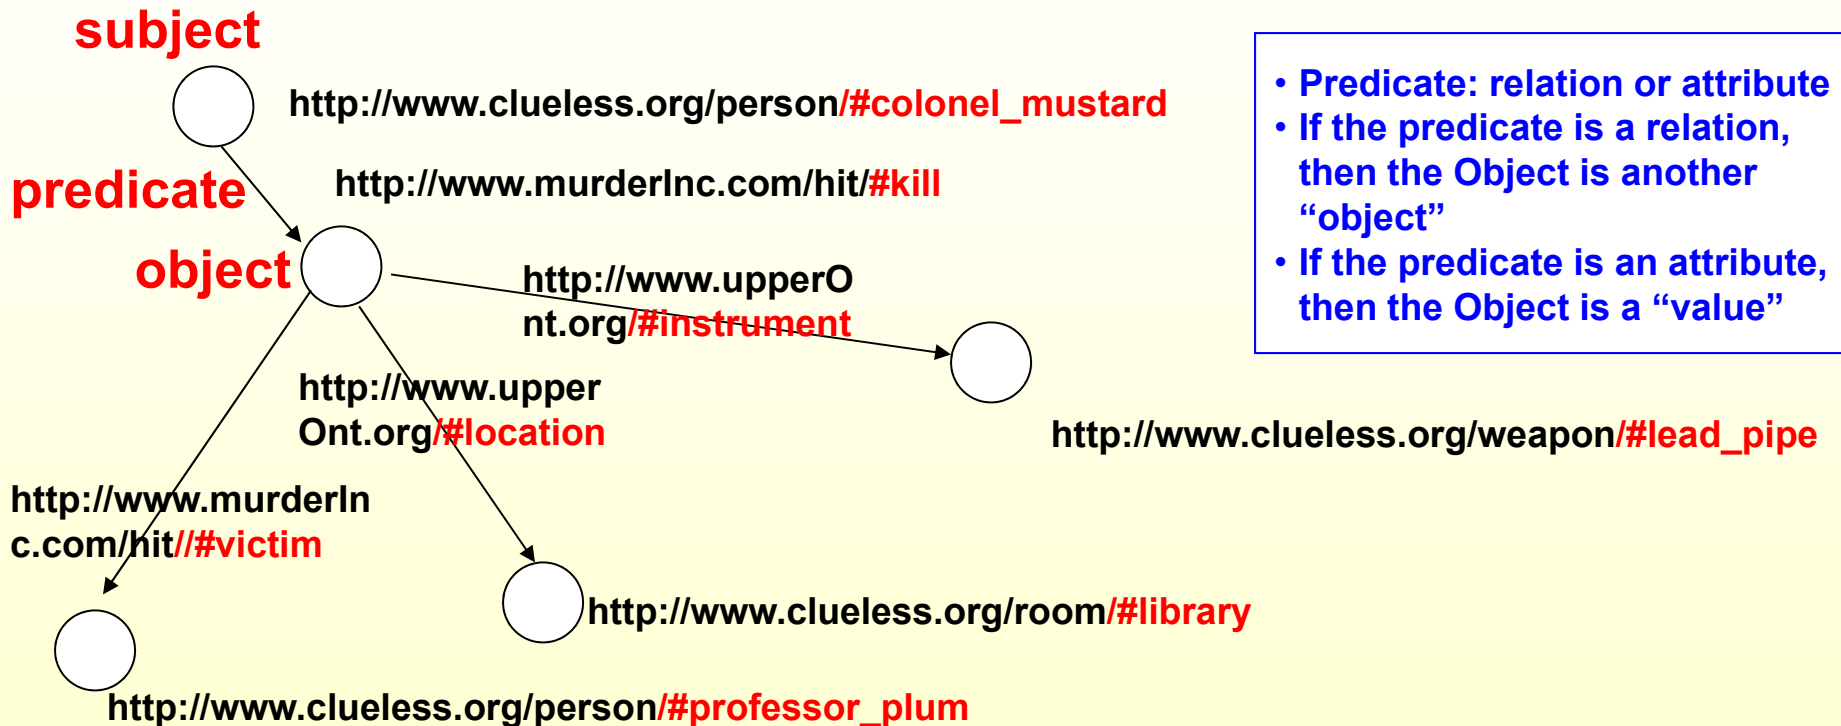 subject
http://www.clueless.org/person/#colonel_mustard
predicate
http://www.murderInc.com/hit/#kill
object
http://www.upperO
nt.org/#instrument
http://www.upper
Ont.org/#location
http://www.clueless.org/weapon/#lead_pipe
http://www.murderIn
c.com/hit//#victim
http://www.clueless.org/room/#library
http://www.clueless.org/person/#professor_plum
• Predicate: relation or attribute
• If the predicate is a relation,
then the Object is another
“object”
• If the predicate is an attribute,
then the Object is a “value”